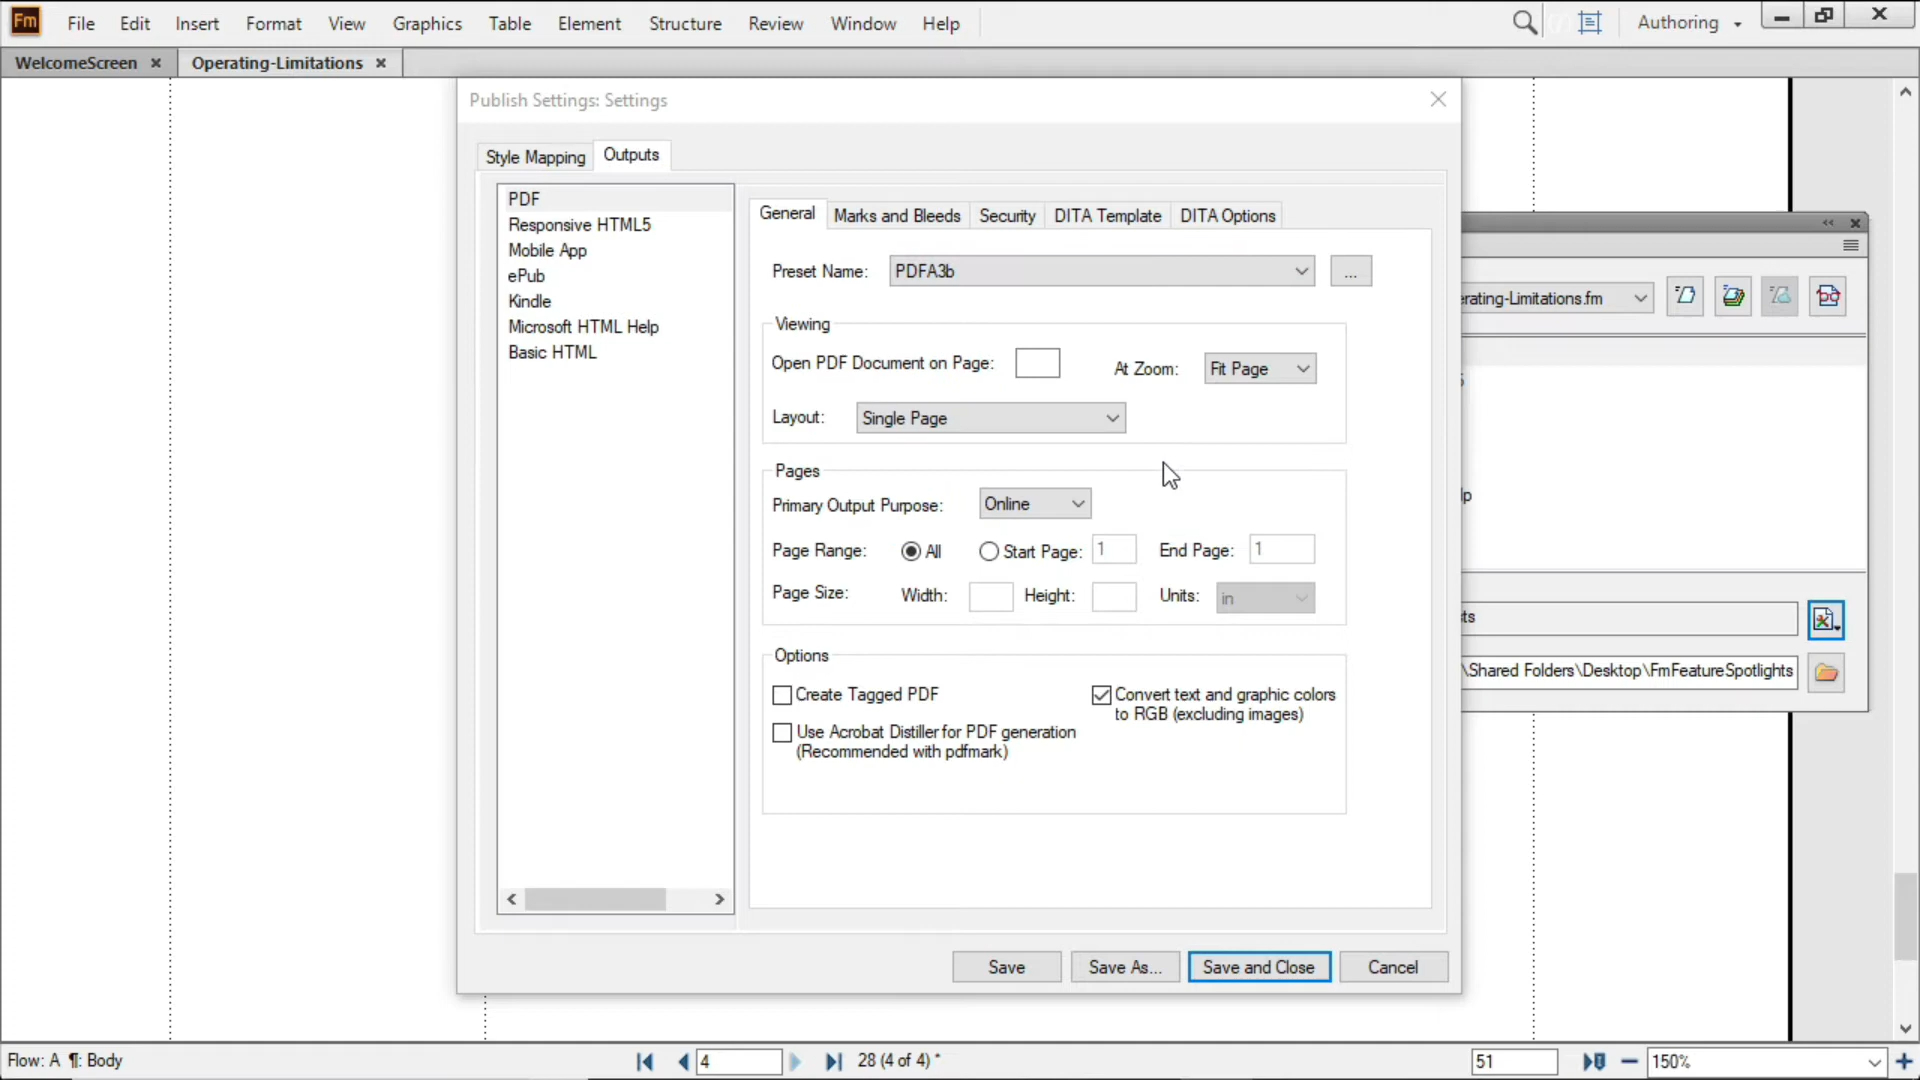 Fm File Edit Insert Format View Graphics Table Element Structure Review Window Help Authoring
WelcomeScreen Operating-Limitations
Publish Settings: Settings
Style Mapping Outputs
PDF
Responsive HTML5
Mobile App
ePub
Kindle
Microsoft HTML Help
Basic HTML
General Marks and Bleeds Security DITA Template DITA Options
Preset Name: PDFA3b ...
Viewing
Open PDF Document on Page: At Zoom: Fit Page
Layout: Single Page
Pages
Primary Output Purpose: Online
Page Range: All Start Page: 1 End Page: 1
Page Size: Width: Height: Units: in
Options
Create Tagged PDF
Convert text and graphic colors
to RGB (excluding images)
Use Acrobat Distiller for PDF generation
(Recommended with pdfmark)
Save Save As... Save and Close Cancel
erating-Limitations.fm
lp
ts
\Shared Folders\Desktop\FmFeatureSpotlights
Flow: A ¶: Body 4 28 (4 of 4) * 51 150%